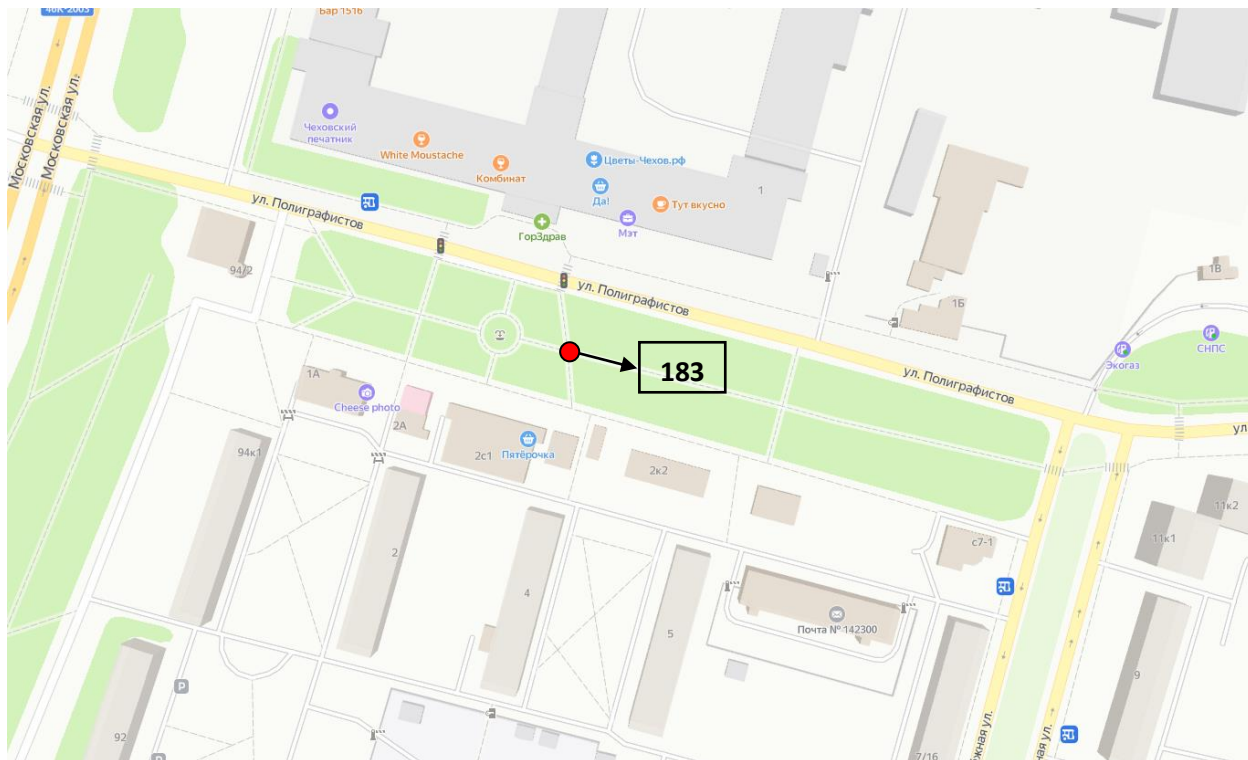 46К-2005
Бар 1516
Московская ул.
Московская ул.
Чеховский
печатник
White Moustache
Комбинат
Цветы-Чехов.рф
Да!
Тут вкусно
Мэт
1
ГорЗдрав
ул. Полиграфистов
94/2
ул. Полиграфистов
1В
1Б
СНПС
Экогаз
183
ул. Полиграфистов
ул
1А
Cheese photo
2А
94к1
2с1
Пятёрочка
2к2
11к2
11к1
с7-1
2
4
5
Почта № 142300
9
P
92
P
7/16
жная ул.
ная ул.